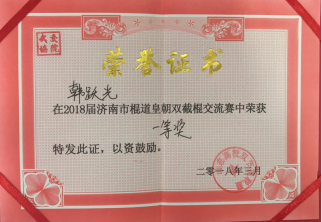 荣誉证书
韩跃光
在2018届济南市棍道皇朝双截棍交流赛中荣获
一等奖
特发此证，以资鼓励。
二零一八年三月